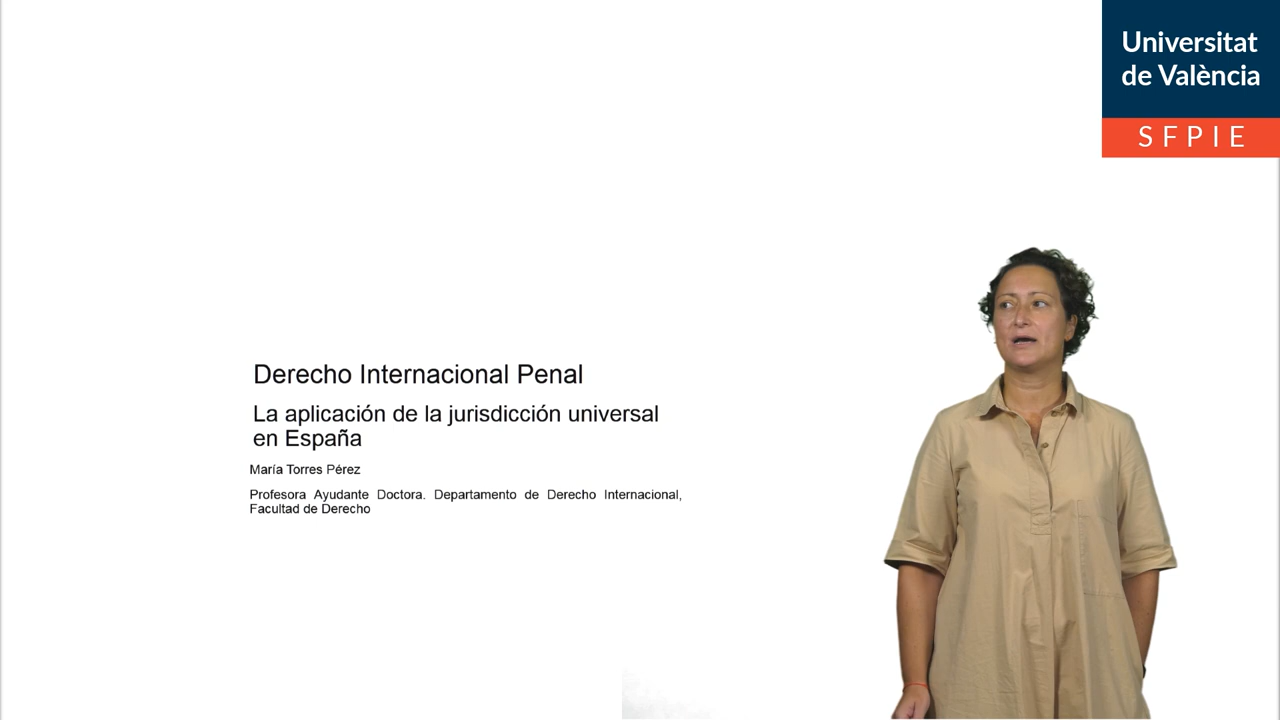 Universitat
de València
SFPIE
Derecho Internacional Penal
La aplicación de la jurisdicción universal
en España
María Torres Pérez
Profesora Ayudante Doctora. Departamento de Derecho Internacional,
Facultad de Derecho